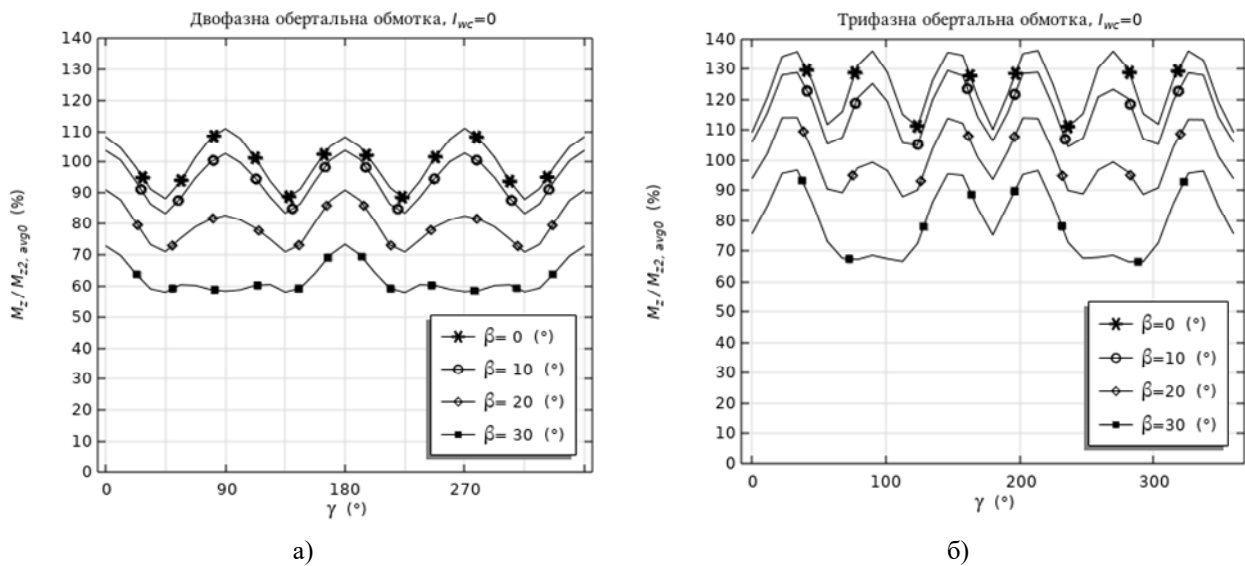 Двофазна обертальна обмотка, I_wc=0
140
130
120
110
100
90
80
70
60
50
40
30
20
10
0
M_z / M_z2, avg0 (%)
β= 0 (°)
β= 10 (°)
β= 20 (°)
β= 30 (°)
0 90 180 270
γ (°)
а)
Трифазна обертальна обмотка, I_wc=0
140
130
120
110
100
90
80
70
60
50
40
30
20
10
0
M_z / M_z2, avg0 (%)
β=0 (°)
β=10 (°)
β=20 (°)
β=30 (°)
0 100 200 300
γ (°)
б)